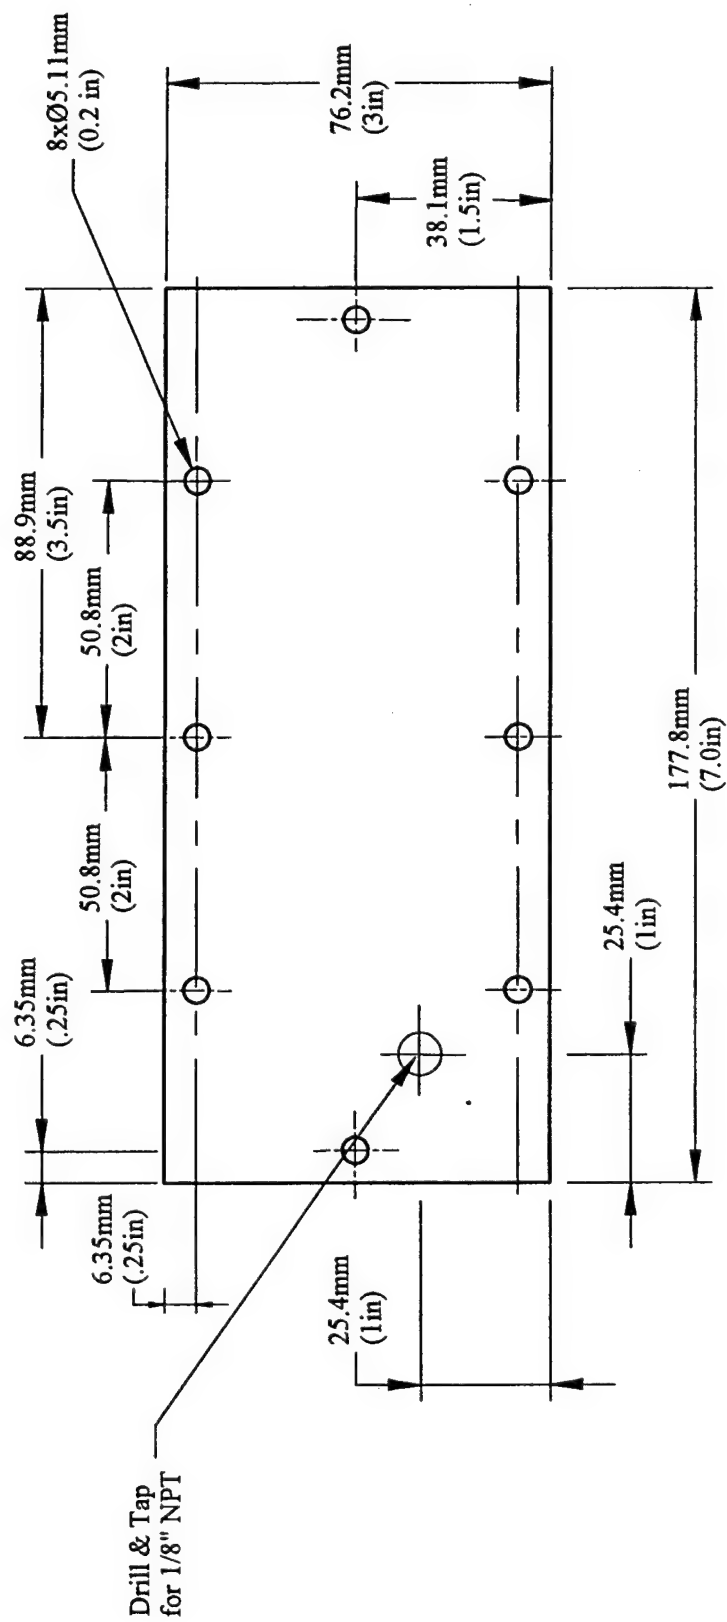 8xØ5.11mm
(0.2 in)
76.2mm
(3in)
38.1mm
(1.5in)
88.9mm
(3.5in)
50.8mm
(2in)
50.8mm
(2in)
6.35mm
(.25in)
6.35mm
(.25in)
25.4mm
(1in)
177.8mm
(7.0in)
25.4mm
(1in)
Drill & Tap
for 1/8" NPT